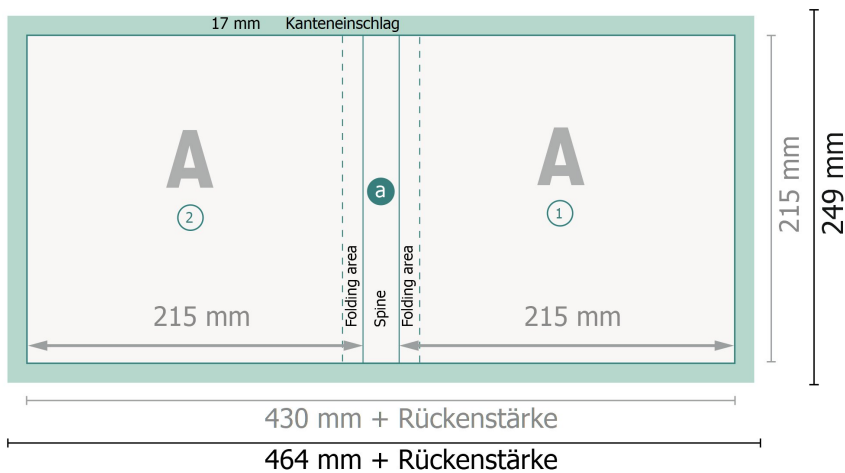 17 mm Kanteneinschlag
A
A
a
2
1
Folding area
Spine
Folding area
215 mm
215 mm
215 mm
249 mm
430 mm + Rückenstärke
464 mm + Rückenstärke